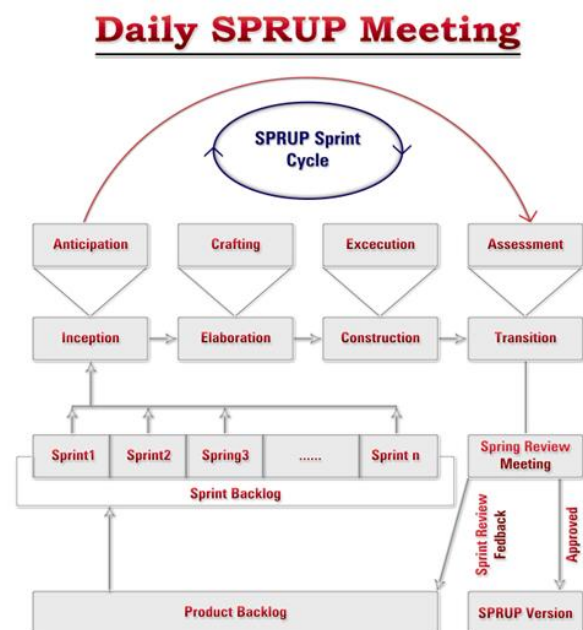 Daily SPRUP Meeting
SPRUP Sprint
Cycle
Anticipation
Crafting
Excecution
Assessment
Inception
Elaboration
Construction
Transition
Sprint1
Sprint2
Spring3
......
Sprint n
Sprint Backlog
Spring Review
Meeting
Sprint Review
Fedback
Approved
Product Backlog
SPRUP Version